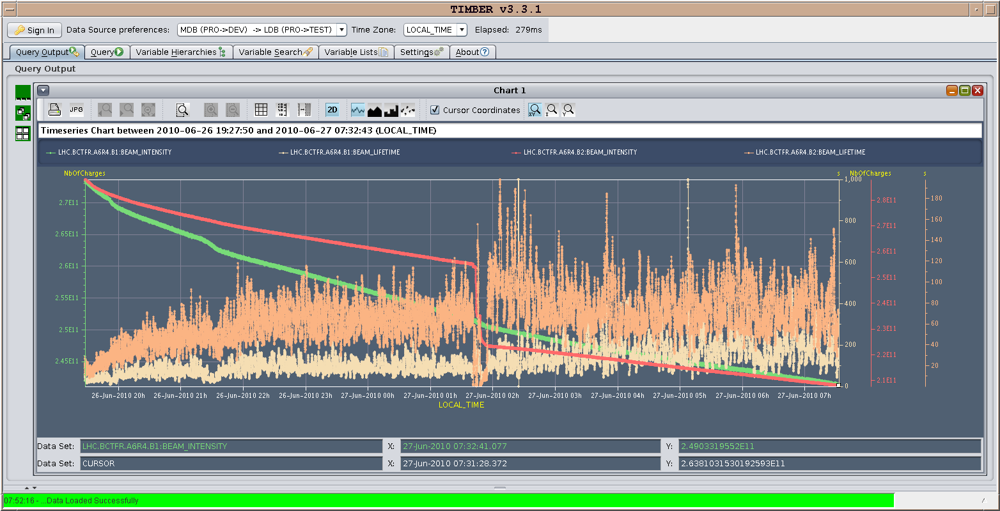 TIMBER v3.3.1
Sign In Data Source preferences: MDB (PRO->DEV) -> LDB (PRO->TEST) Time Zone: LOCAL_TIME Elapsed: 279ms
Query Output Query Variable Hierarchies Variable Search Variable Lists Settings About
Query Output
Chart 1
JPG 2D Cursor Coordinates XY X Y
Timeseries Chart between 2010-06-26 19:27:50 and 2010-06-27 07:32:43 (LOCAL_TIME)
LHC.BCTFR.A6R4.B1:BEAM_INTENSITY LHC.BCTFR.A6R4.B1:BEAM_LIFETIME LHC.BCTFR.A6R4.B2:BEAM_INTENSITY LHC.BCTFR.A6R4.B2:BEAM_LIFETIME
NbOfCharges s NbOfCharges s
1,000
2.7E11 2.8E11 180
800 2.7E11 160
2.65E11 140
2.6E11
2.6E11 600 120
2.5E11 100
2.55E11 400 2.4E11 80
2.5E11 2.3E11 60
200 2.2E11 40
2.45E11 20
0 2.1E11
26-Jun-2010 20h 26-Jun-2010 21h 26-Jun-2010 22h 26-Jun-2010 23h 27-Jun-2010 00h 27-Jun-2010 01h 27-Jun-2010 02h 27-Jun-2010 03h 27-Jun-2010 04h 27-Jun-2010 05h 27-Jun-2010 06h 27-Jun-2010 07h
LOCAL_TIME
Data Set: LHC.BCTFR.A6R4.B1:BEAM_INTENSITY X: 27-Jun-2010 07:32:41.077 Y: 2.4903319552E11
Data Set: CURSOR X: 27-Jun-2010 07:31:28.372 Y: 2.6381031530192593E11
07:52:16 - ...Data Loaded Successfully